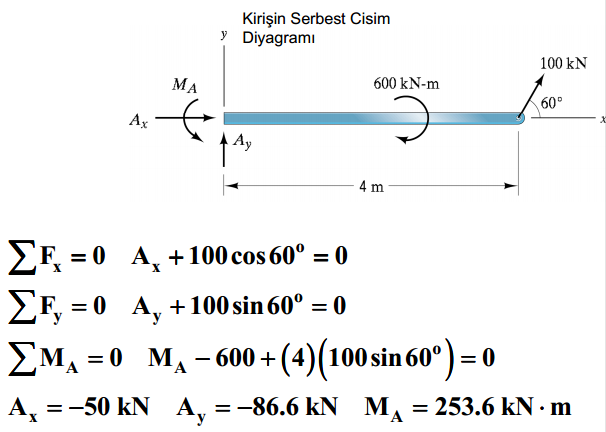 Kirişin Serbest Cisim
Diyagramı
y
100 kN
M_A
600 kN-m
60°
A_x
x
A_y
4 m
∑F_x = 0 A_x + 100 cos 60° = 0
∑F_y = 0 A_y + 100 sin 60° = 0
∑M_A = 0 M_A − 600 + (4)(100 sin 60°) = 0
A_x = −50 kN A_y = −86.6 kN M_A = 253.6 kN · m